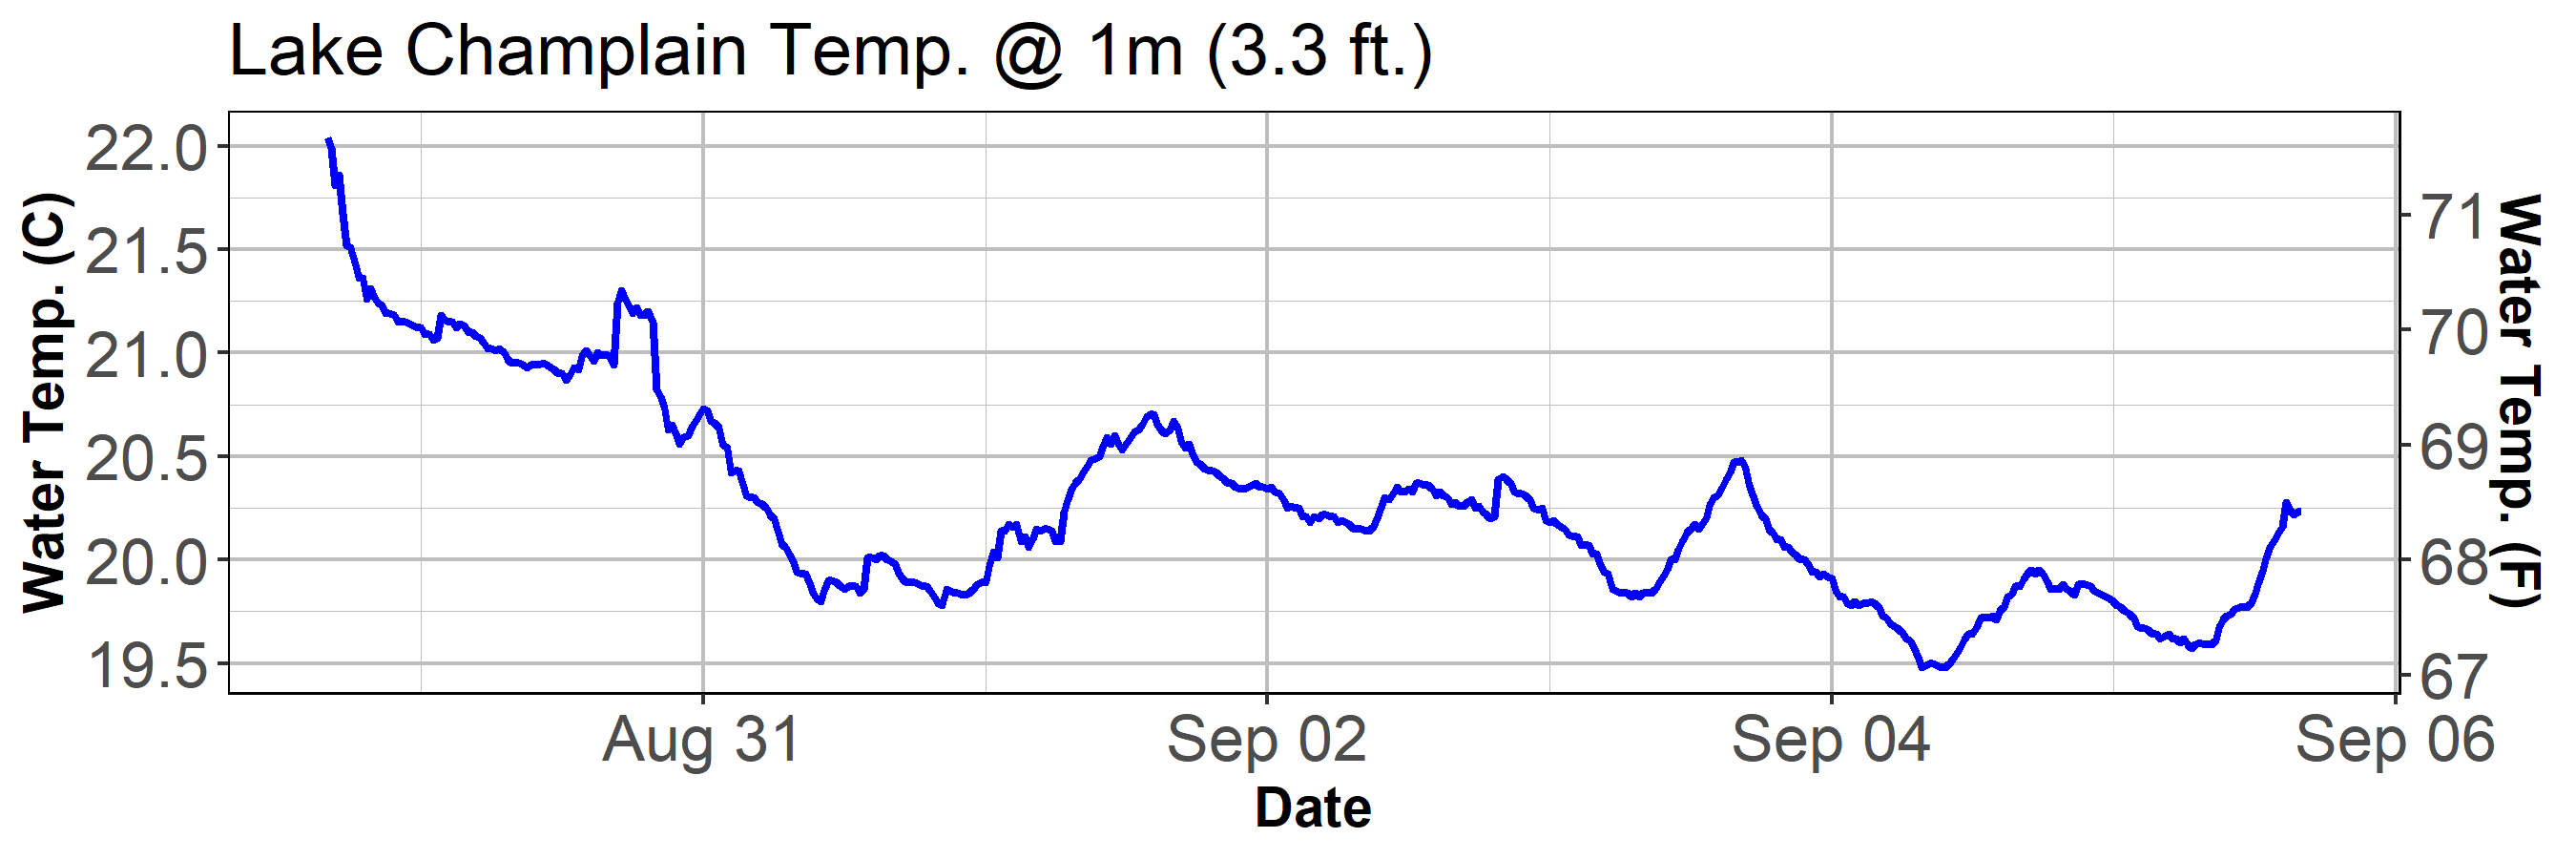 Lake Champlain Temp. @ 1m (3.3 ft.)
Water Temp. (C)
22.0
21.5
21.0
20.5
20.0
19.5
71
70
69
68
67
Water Temp. (F)
Aug 31 Sep 02 Sep 04 Sep 06
Date